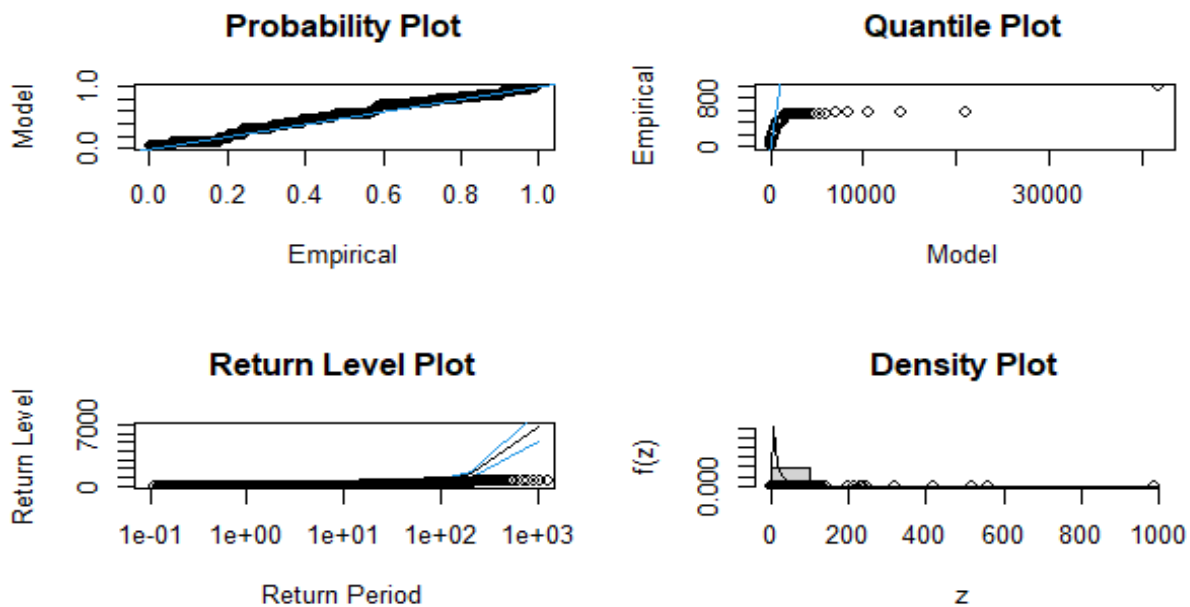 Probability Plot
Model
0.0 1.0
0.0 0.2 0.4 0.6 0.8 1.0
Empirical
Quantile Plot
Empirical
0 800
0 10000 30000
Model
Return Level Plot
Return Level
0 7000
1e-01 1e+00 1e+01 1e+02 1e+03
Return Period
Density Plot
f(z)
0.000
0 200 400 600 800 1000
z